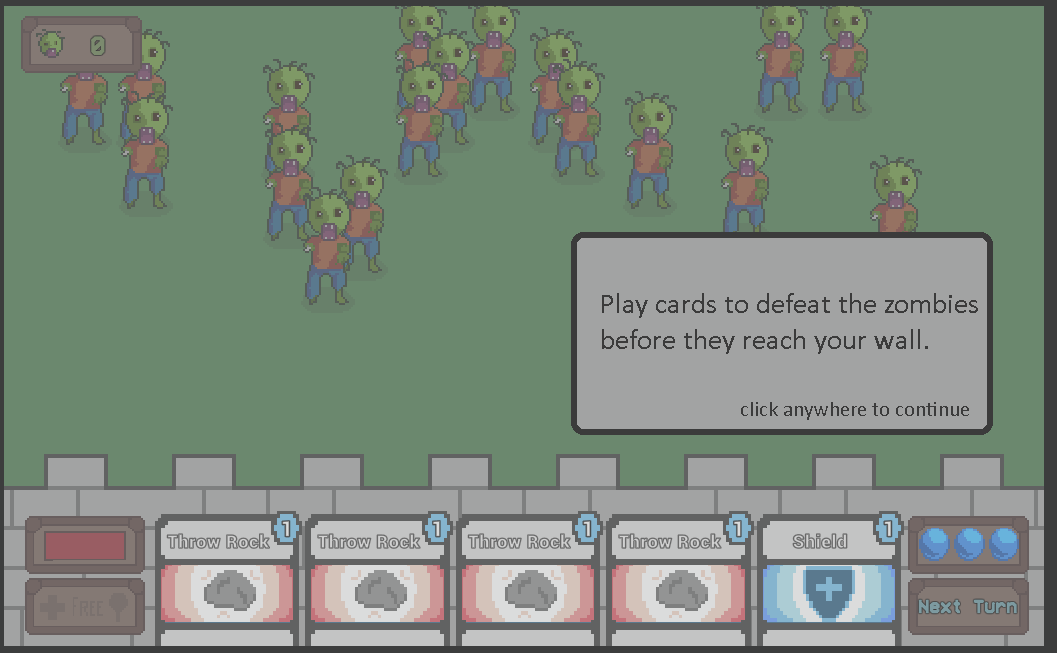 0
Play cards to defeat the zombies
before they reach your wall.
click anywhere to continue
1
1
1
1
1
Throw Rock
Throw Rock
Throw Rock
Throw Rock
Shield
FREE
Next Turn